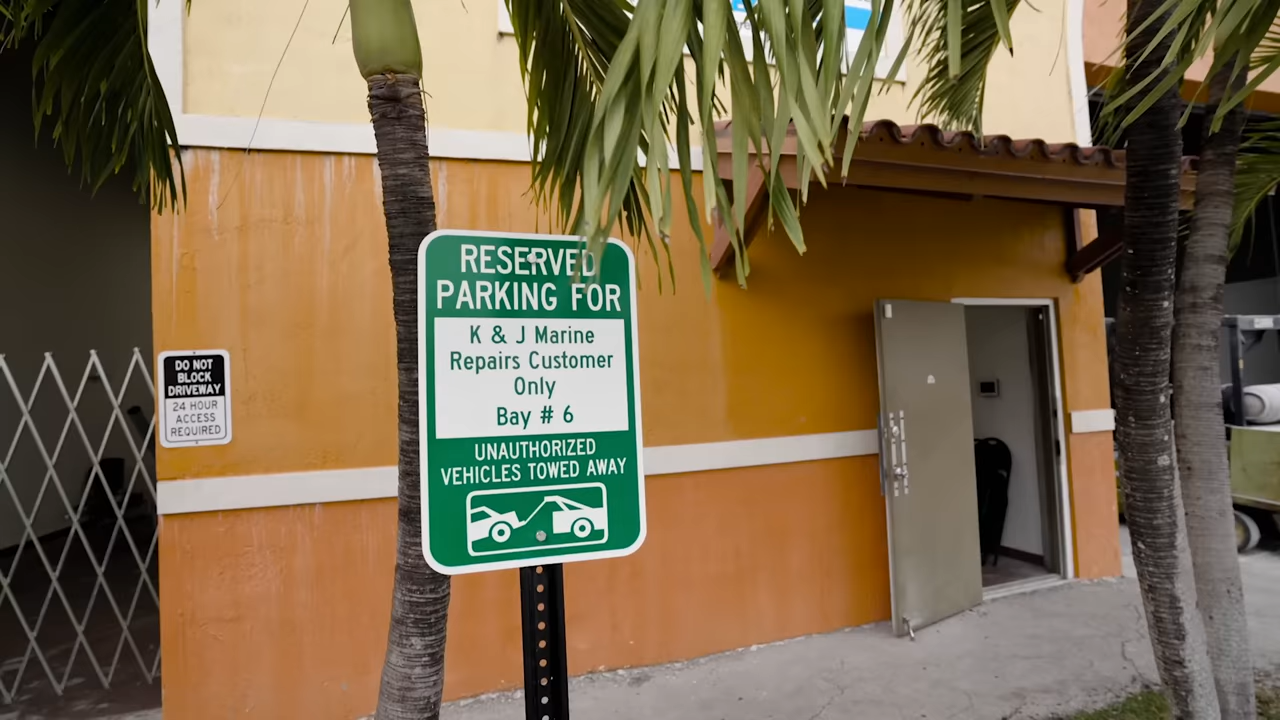 RESERVED
PARKING FOR
K & J Marine
Repairs Customer
Only
Bay # 6
UNAUTHORIZED
VEHICLES TOWED AWAY
DO NOT
BLOCK
DRIVEWAY
24 HOUR
ACCESS
REQUIRED